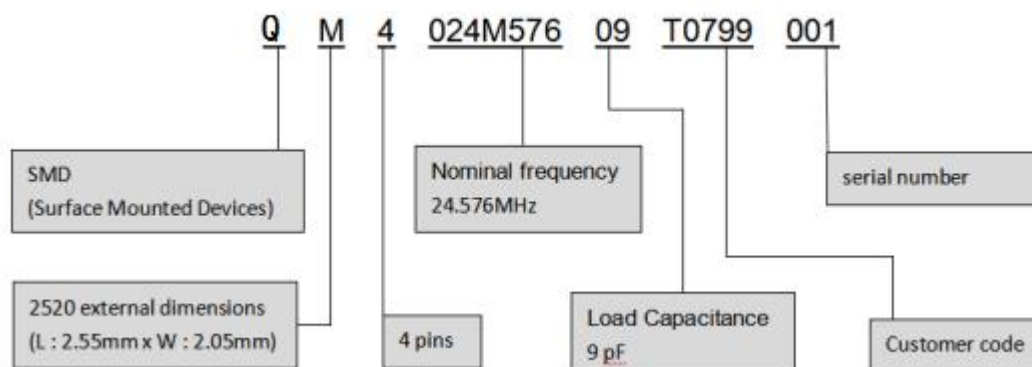 Q M 4 024M576 09 T0799 001
SMD
(Surface Mounted Devices)
Nominal frequency
24.576MHz
serial number
2520 external dimensions
(L : 2.55mm x W : 2.05mm)
4 pins
Load Capacitance
9 pF
Customer code